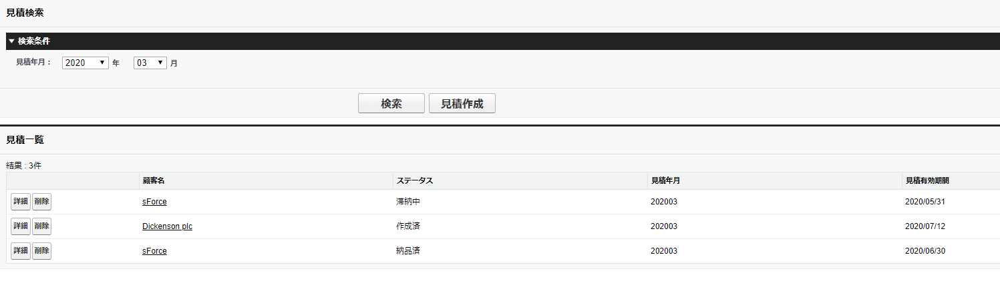 見積検索
▼ 検索条件
見積年月： 2020 年 03 月
検索 見積作成
見積一覧
結果 : 3件
顧客名 ステータス 見積年月 見積有効期間
詳細 削除 sForce 滞納中 202003 2020/05/31
詳細 削除 Dickenson plc 作成済 202003 2020/07/12
詳細 削除 sForce 納品済 202003 2020/06/30